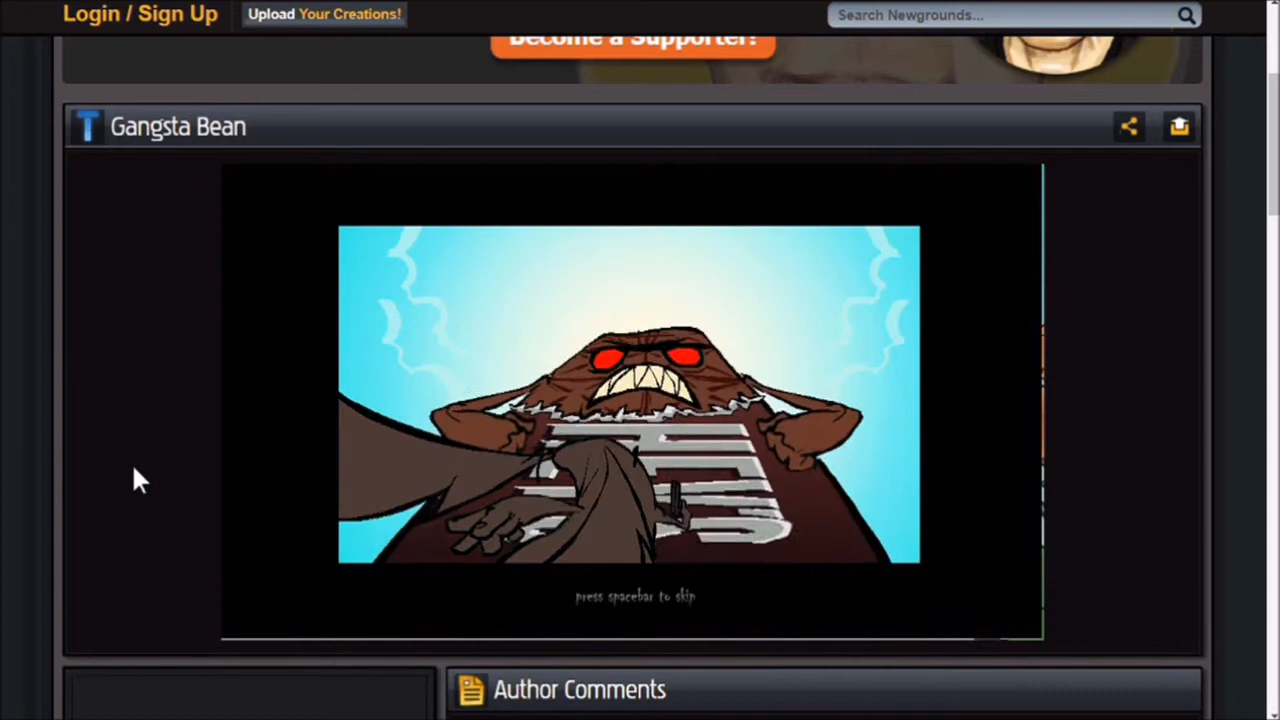 Login / Sign Up
Upload Your Creations!
Search Newgrounds...
Become a Supporter!
T Gangsta Bean
press spacebar to skip
Author Comments